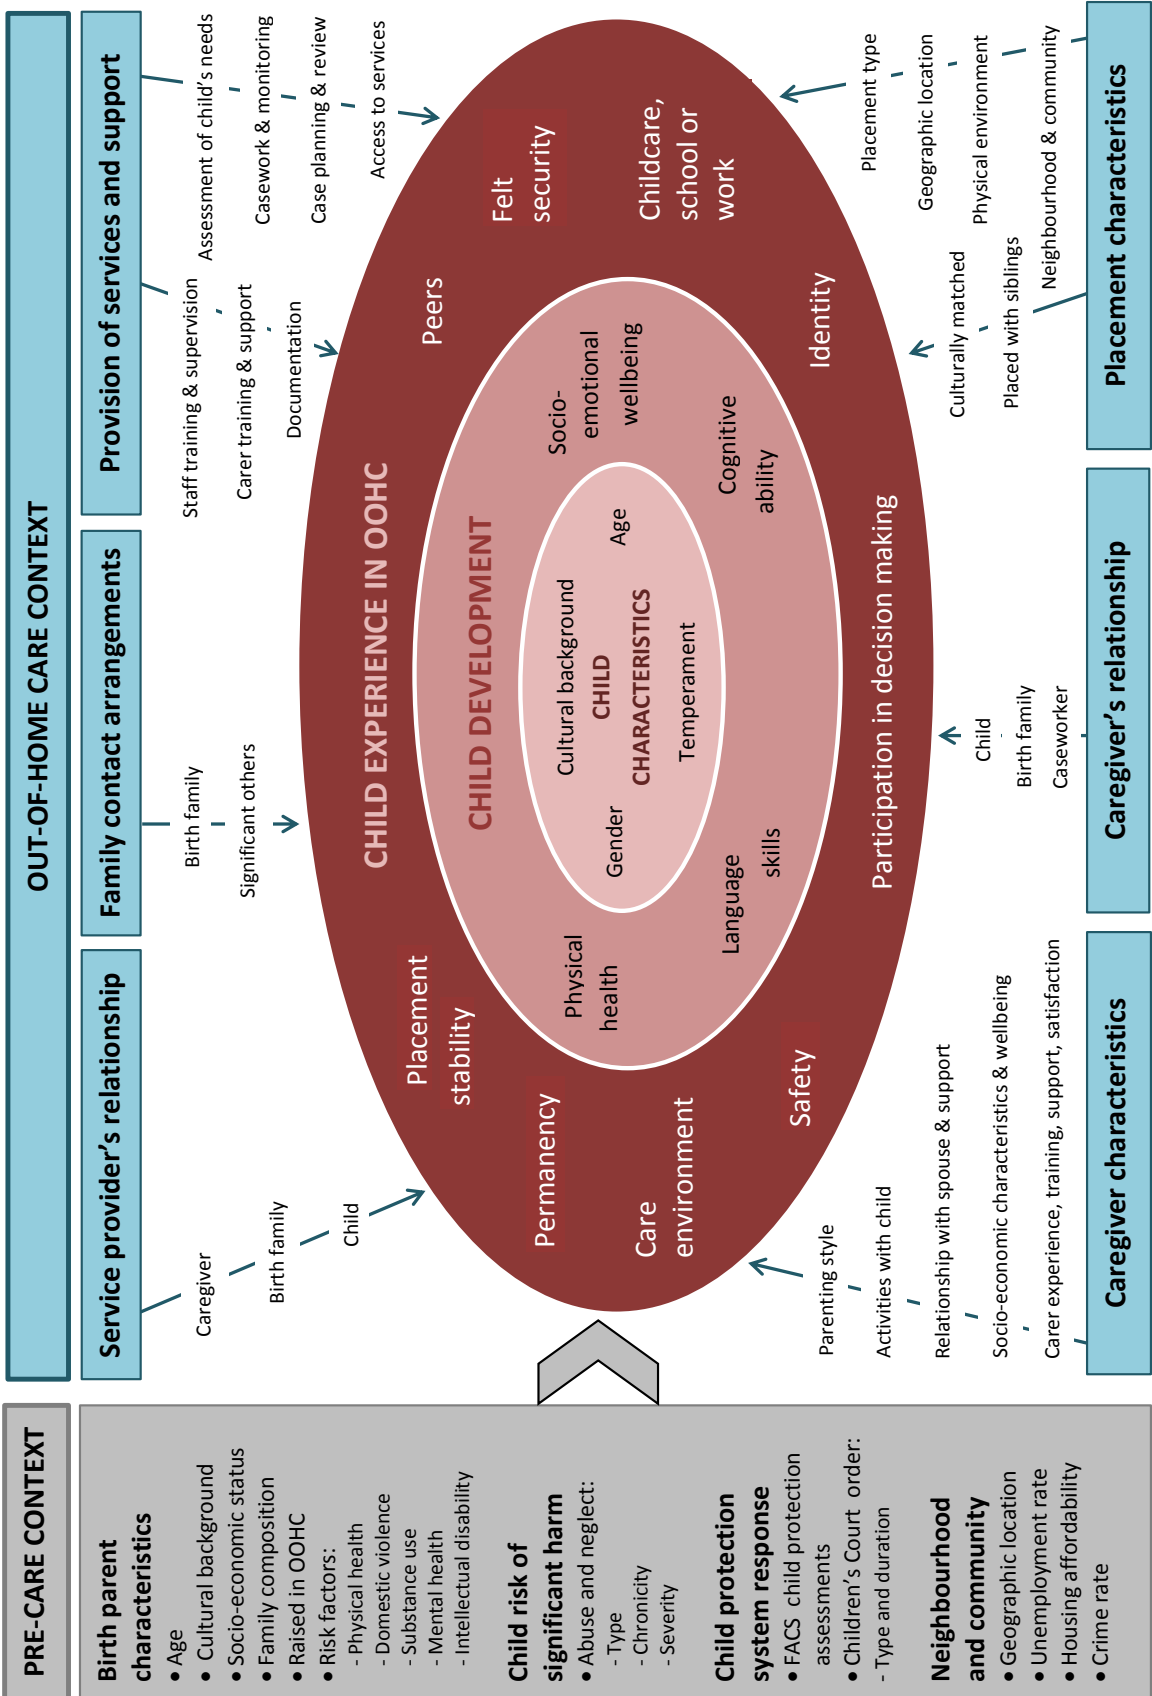 PRE-CARE CONTEXT
Birth parent
characteristics
• Age
• Cultural background
• Socio-economic status
• Family composition
• Raised in OOHC
• Risk factors:
- Physical health
- Domestic violence
- Substance use
- Mental health
- Intellectual disability
Child risk of
significant harm
• Abuse and neglect:
- Type
- Chronicity
- Severity
Child protection
system response
• FACS child protection
assessments
• Children's Court order:
- Type and duration
Neighbourhood
and community
• Geographic location
• Unemployment rate
• Housing affordability
• Crime rate
OUT-OF-HOME CARE CONTEXT
Service provider's relationship
Caregiver
Birth family
Child
Family contact arrangements
Birth family
Significant others
Provision of services and support
Staff training & supervision
Carer training & support
Documentation
Assessment of child's needs
Casework & monitoring
Case planning & review
Access to services
CHILD EXPERIENCE IN OOHC
Placement
stability
Permanency
Care
environment
Safety
Peers
Felt
security
Childcare,
school or
work
Identity
Participation in decision making
CHILD DEVELOPMENT
Physical
health
Socio-
emotional
wellbeing
Language
skills
Cognitive
ability
Cultural background
CHILD
CHARACTERISTICS
Gender
Age
Temperament
Parenting style
Activities with child
Relationship with spouse & support
Socio-economic characteristics & wellbeing
Carer experience, training, support, satisfaction
Caregiver characteristics
Child
Birth family
Caseworker
Caregiver's relationship
Culturally matched
Placed with siblings
Placement type
Geographic location
Physical environment
Neighbourhood & community
Placement characteristics